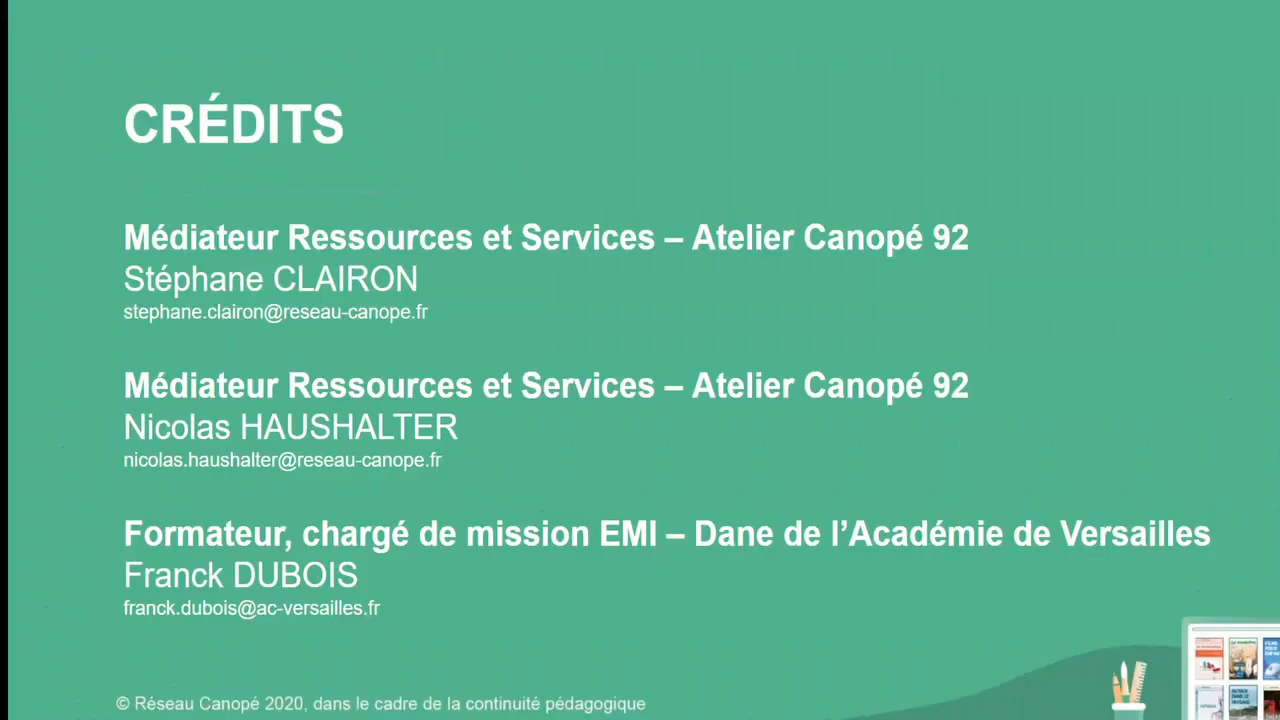 CRÉDITS
Médiateur Ressources et Services – Atelier Canopé 92
Stéphane CLAIRON
stephane.clairon@reseau-canope.fr
Médiateur Ressources et Services – Atelier Canopé 92
Nicolas HAUSHALTER
nicolas.haushalter@reseau-canope.fr
Formateur, chargé de mission EMI – Dane de l’Académie de Versailles
Franck DUBOIS
franck.dubois@ac-versailles.fr
© Réseau Canopé 2020, dans le cadre de la continuité pédagogique